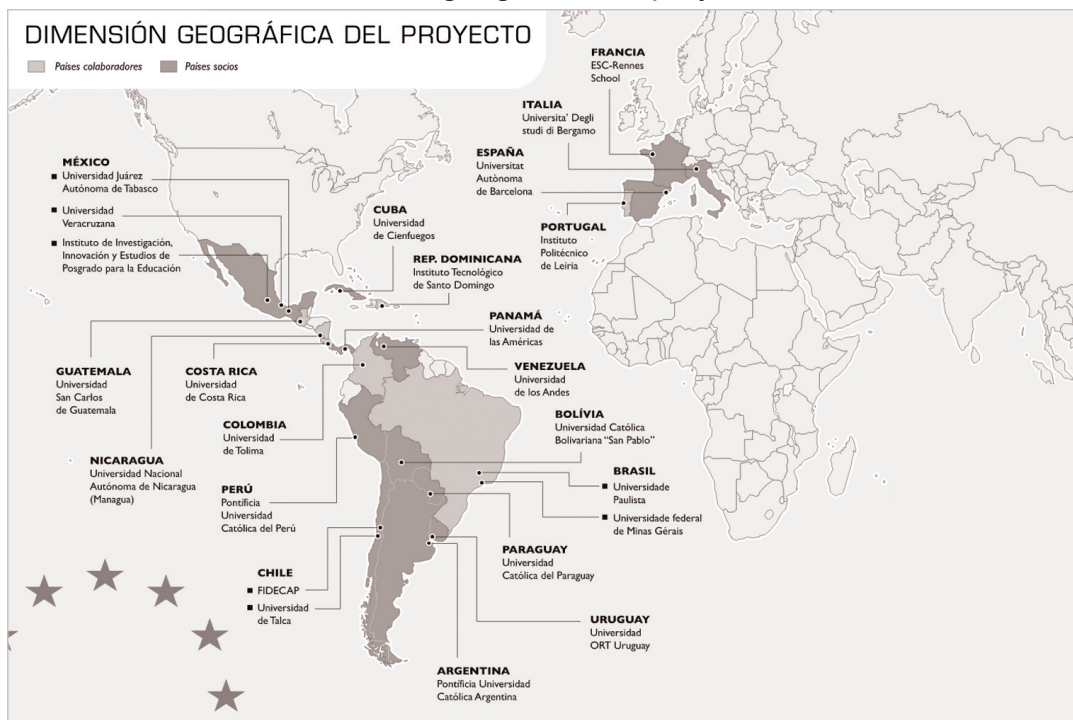 DIMENSIÓN GEOGRÁFICA DEL PROYECTO
Países colaboradores
Países socios
FRANCIA
ESC-Rennes
School
ITALIA
Universita' Degli
studi di Bergamo
ESPAÑA
Universitat
Autònoma
de Barcelona
PORTUGAL
Instituto
Politécnico
de Leiria
MÉXICO
Universidad Juárez
Autónoma de Tabasco
Universidad
Veracruzana
Instituto de Investigación,
Innovación y Estudios de
Posgrado para la Educación
CUBA
Universidad
de Cienfuegos
REP. DOMINICANA
Instituto Tecnológico
de Santo Domingo
PANAMÁ
Universidad de
las Américas
VENEZUELA
Universidad
de los Andes
GUATEMALA
Universidad
San Carlos
de Guatemala
COSTA RICA
Universidad
de Costa Rica
COLOMBIA
Universidad
de Tolima
NICARAGUA
Universidad Nacional
Autónoma de Nicaragua
(Managua)
BOLÍVIA
Universidad Católica
Bolivariana “San Pablo”
BRASIL
Universidade
Paulista
Universidade federal
de Minas Gérais
PERÚ
Pontíficia
Universidad
Católica del Perú
PARAGUAY
Universidad
Católica del Paraguay
CHILE
FIDECAP
Universidad
de Talca
URUGUAY
Universidad
ORT Uruguay
ARGENTINA
Pontíficia Universidad
Católica Argentina